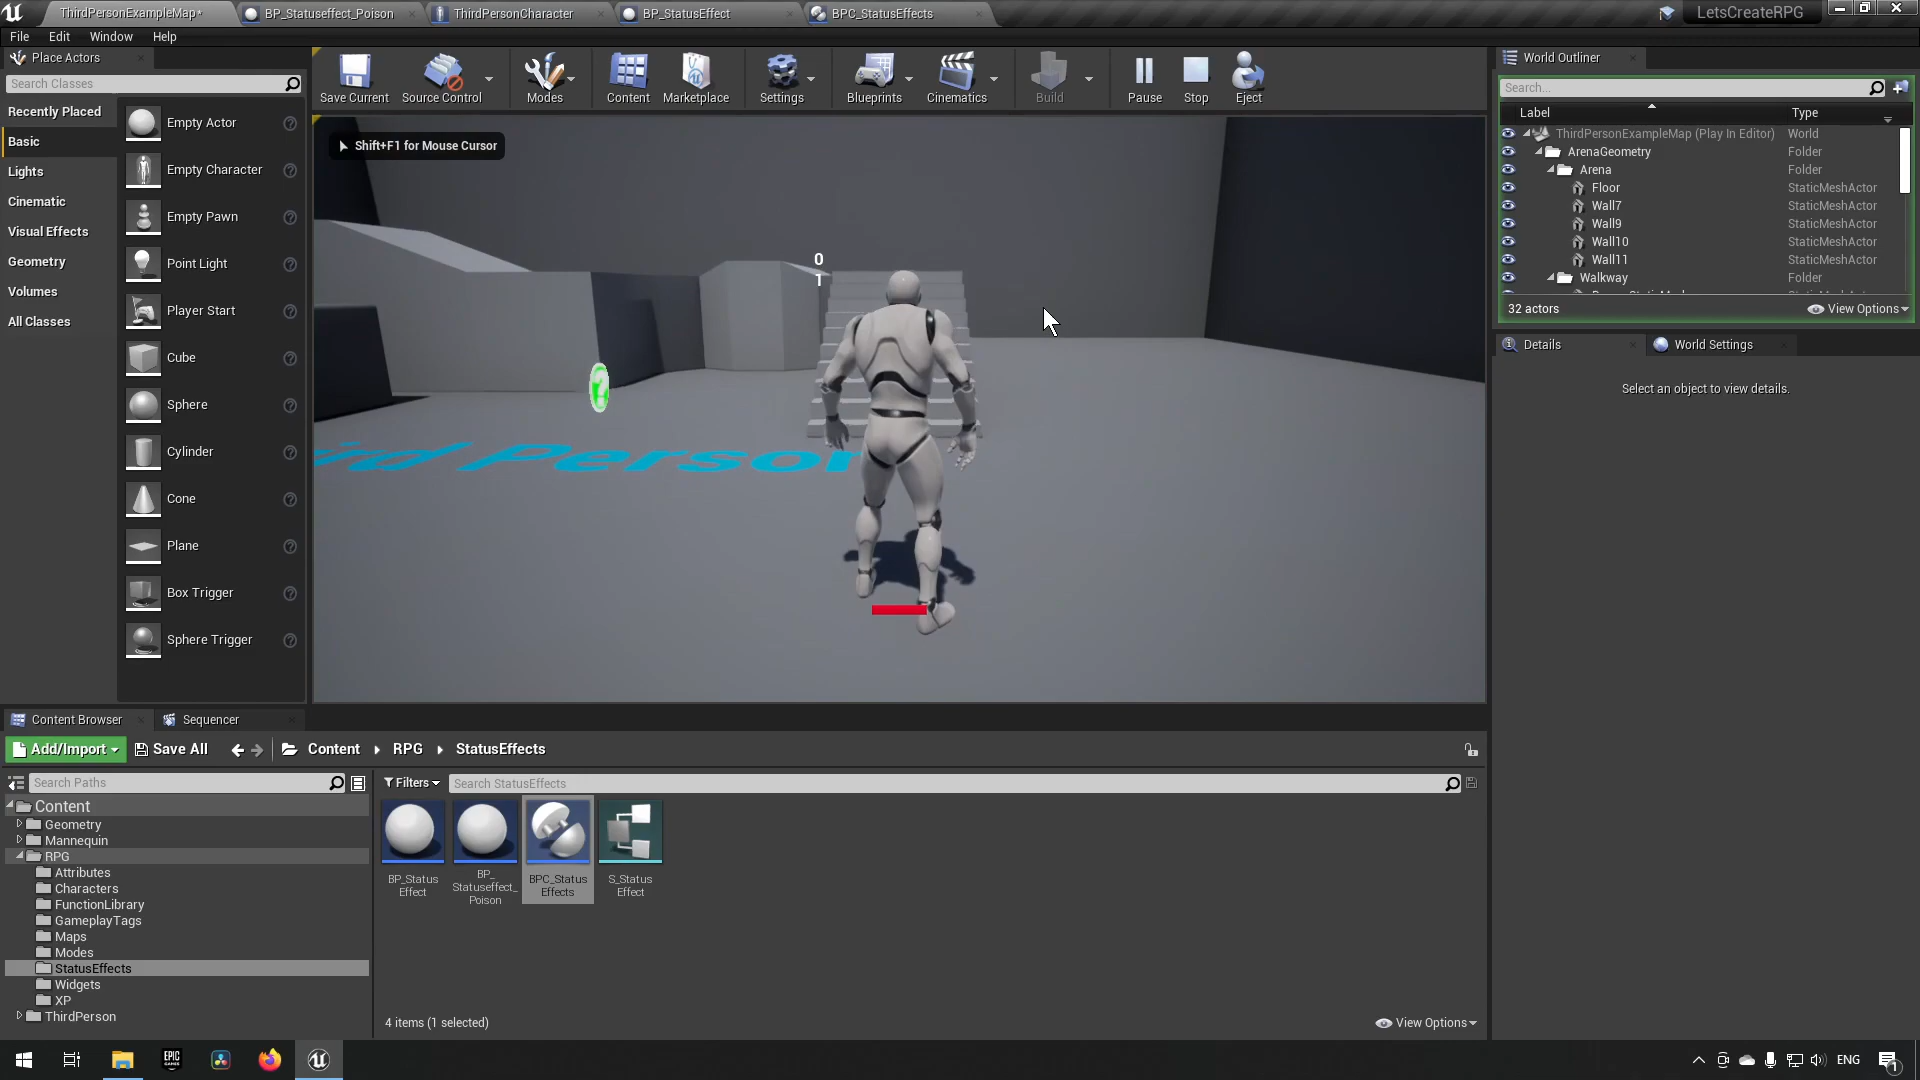 ThirdPersonExampleMap*
BP_Statuseffect_Poison
ThirdPersonCharacter
BP_StatusEffect
BPC_StatusEffects
LetsCreateRPG
File
Edit
Window
Help
Place Actors
Search Classes
Recently Placed
Basic
Lights
Cinematic
Visual Effects
Geometry
Volumes
All Classes
Empty Actor
Empty Character
Empty Pawn
Point Light
Player Start
Cube
Sphere
Cylinder
Cone
Plane
Box Trigger
Sphere Trigger
Save Current
Source Control
Modes
Content
Marketplace
Settings
Blueprints
Cinematics
Build
Pause
Stop
Eject
Shift+F1 for Mouse Cursor
0
1
Person
World Outliner
Search...
Label
Type
ThirdPersonExampleMap (Play In Editor)
World
ArenaGeometry
Folder
Arena
Folder
Floor
StaticMeshActor
Wall7
StaticMeshActor
Wall9
StaticMeshActor
Wall10
StaticMeshActor
Wall11
StaticMeshActor
Walkway
Folder
32 actors
View Options
Details
World Settings
Select an object to view details.
Content Browser
Sequencer
Add/Import
Save All
Content
RPG
StatusEffects
Search Paths
Filters
Search StatusEffects
Content
Geometry
Mannequin
RPG
Attributes
Characters
FunctionLibrary
GameplayTags
Maps
Modes
StatusEffects
Widgets
XP
ThirdPerson
BP_Status
Effect
BP_
Statuseffect_
Poison
BPC_Status
Effects
S_Status
Effect
4 items (1 selected)
View Options
EPIC
GAMES
ENG
1